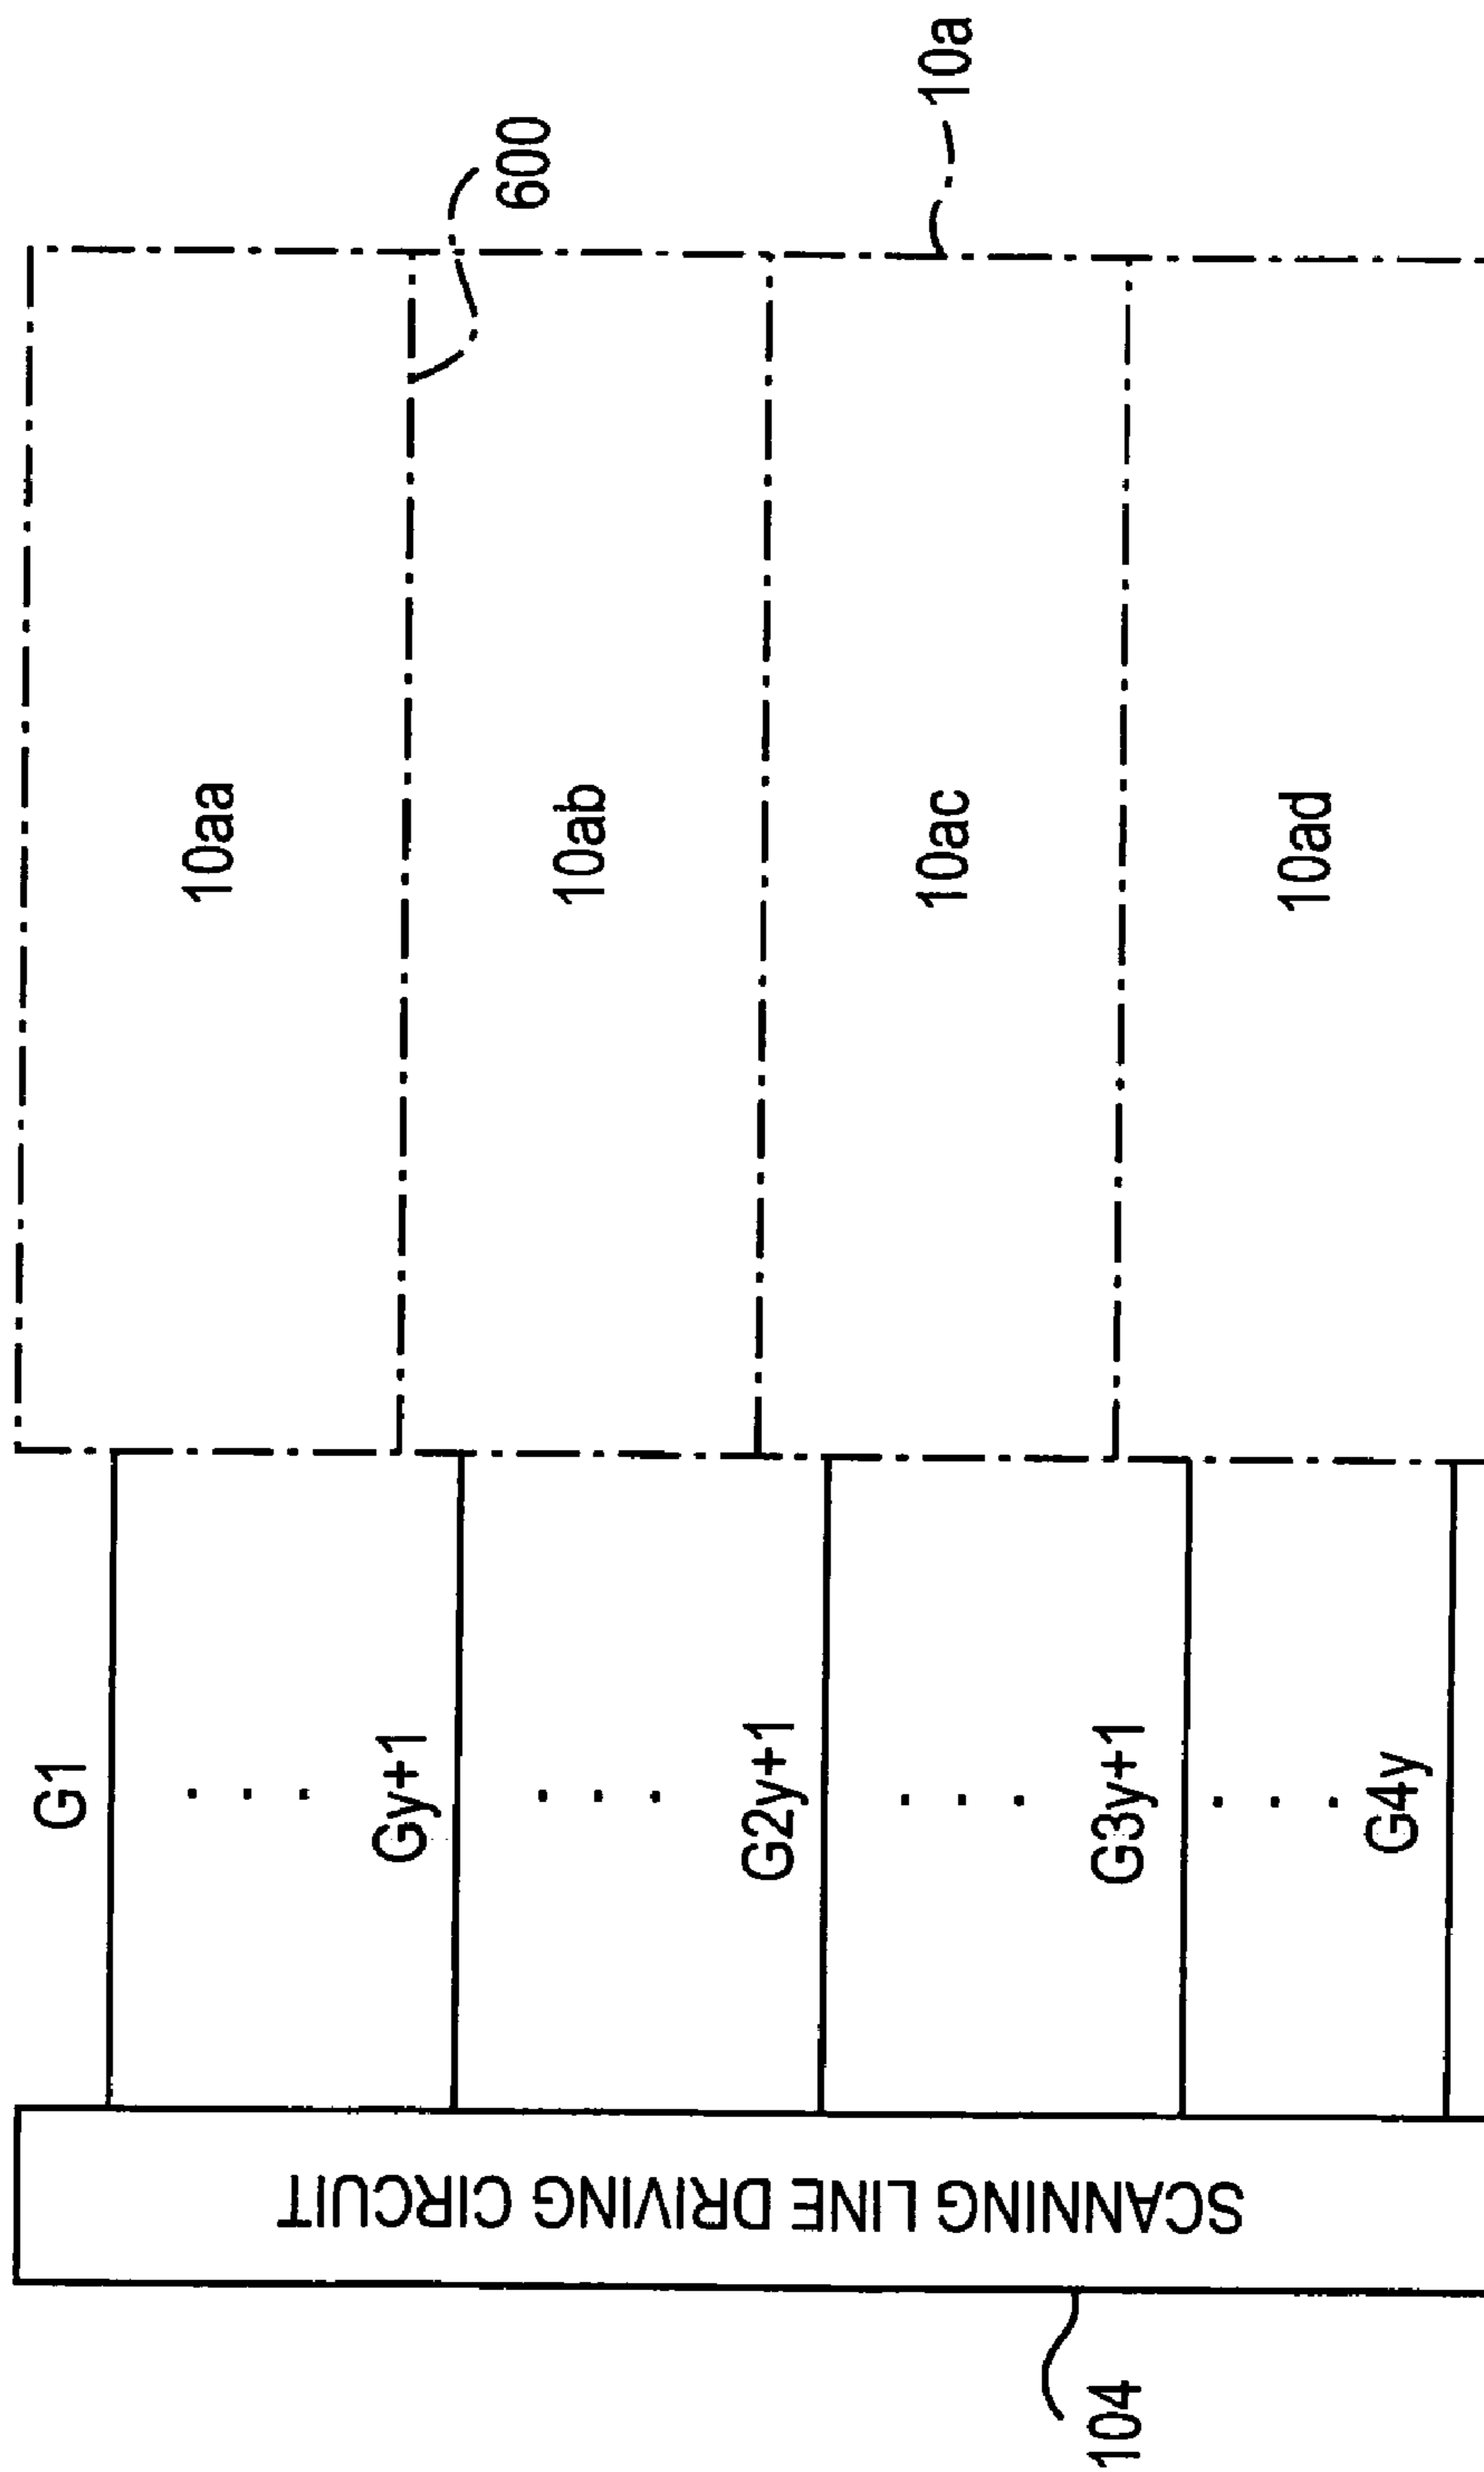 104
SCANNING LINE DRIVING CIRCUIT
G1
Gy+1
G2y+1
G3y+1
G4y
10aa
10ab
10ac
10ad
600
10a